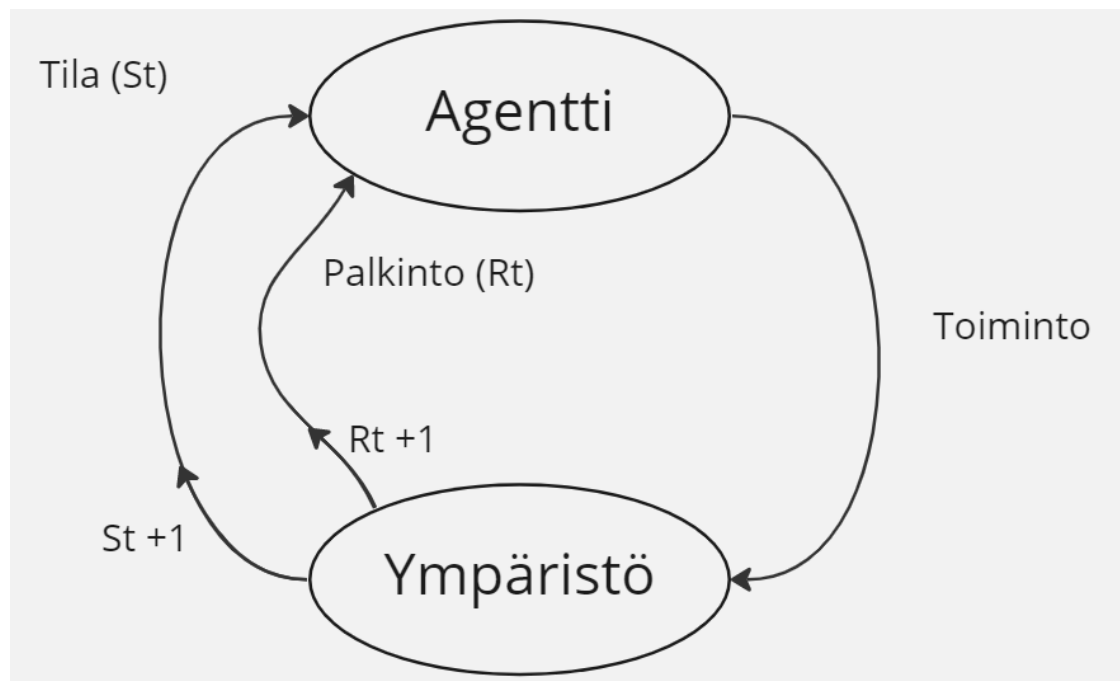 Tila (St)
Agentti
Palkinto (Rt)
Toiminto
Rt +1
St +1
Ympäristö